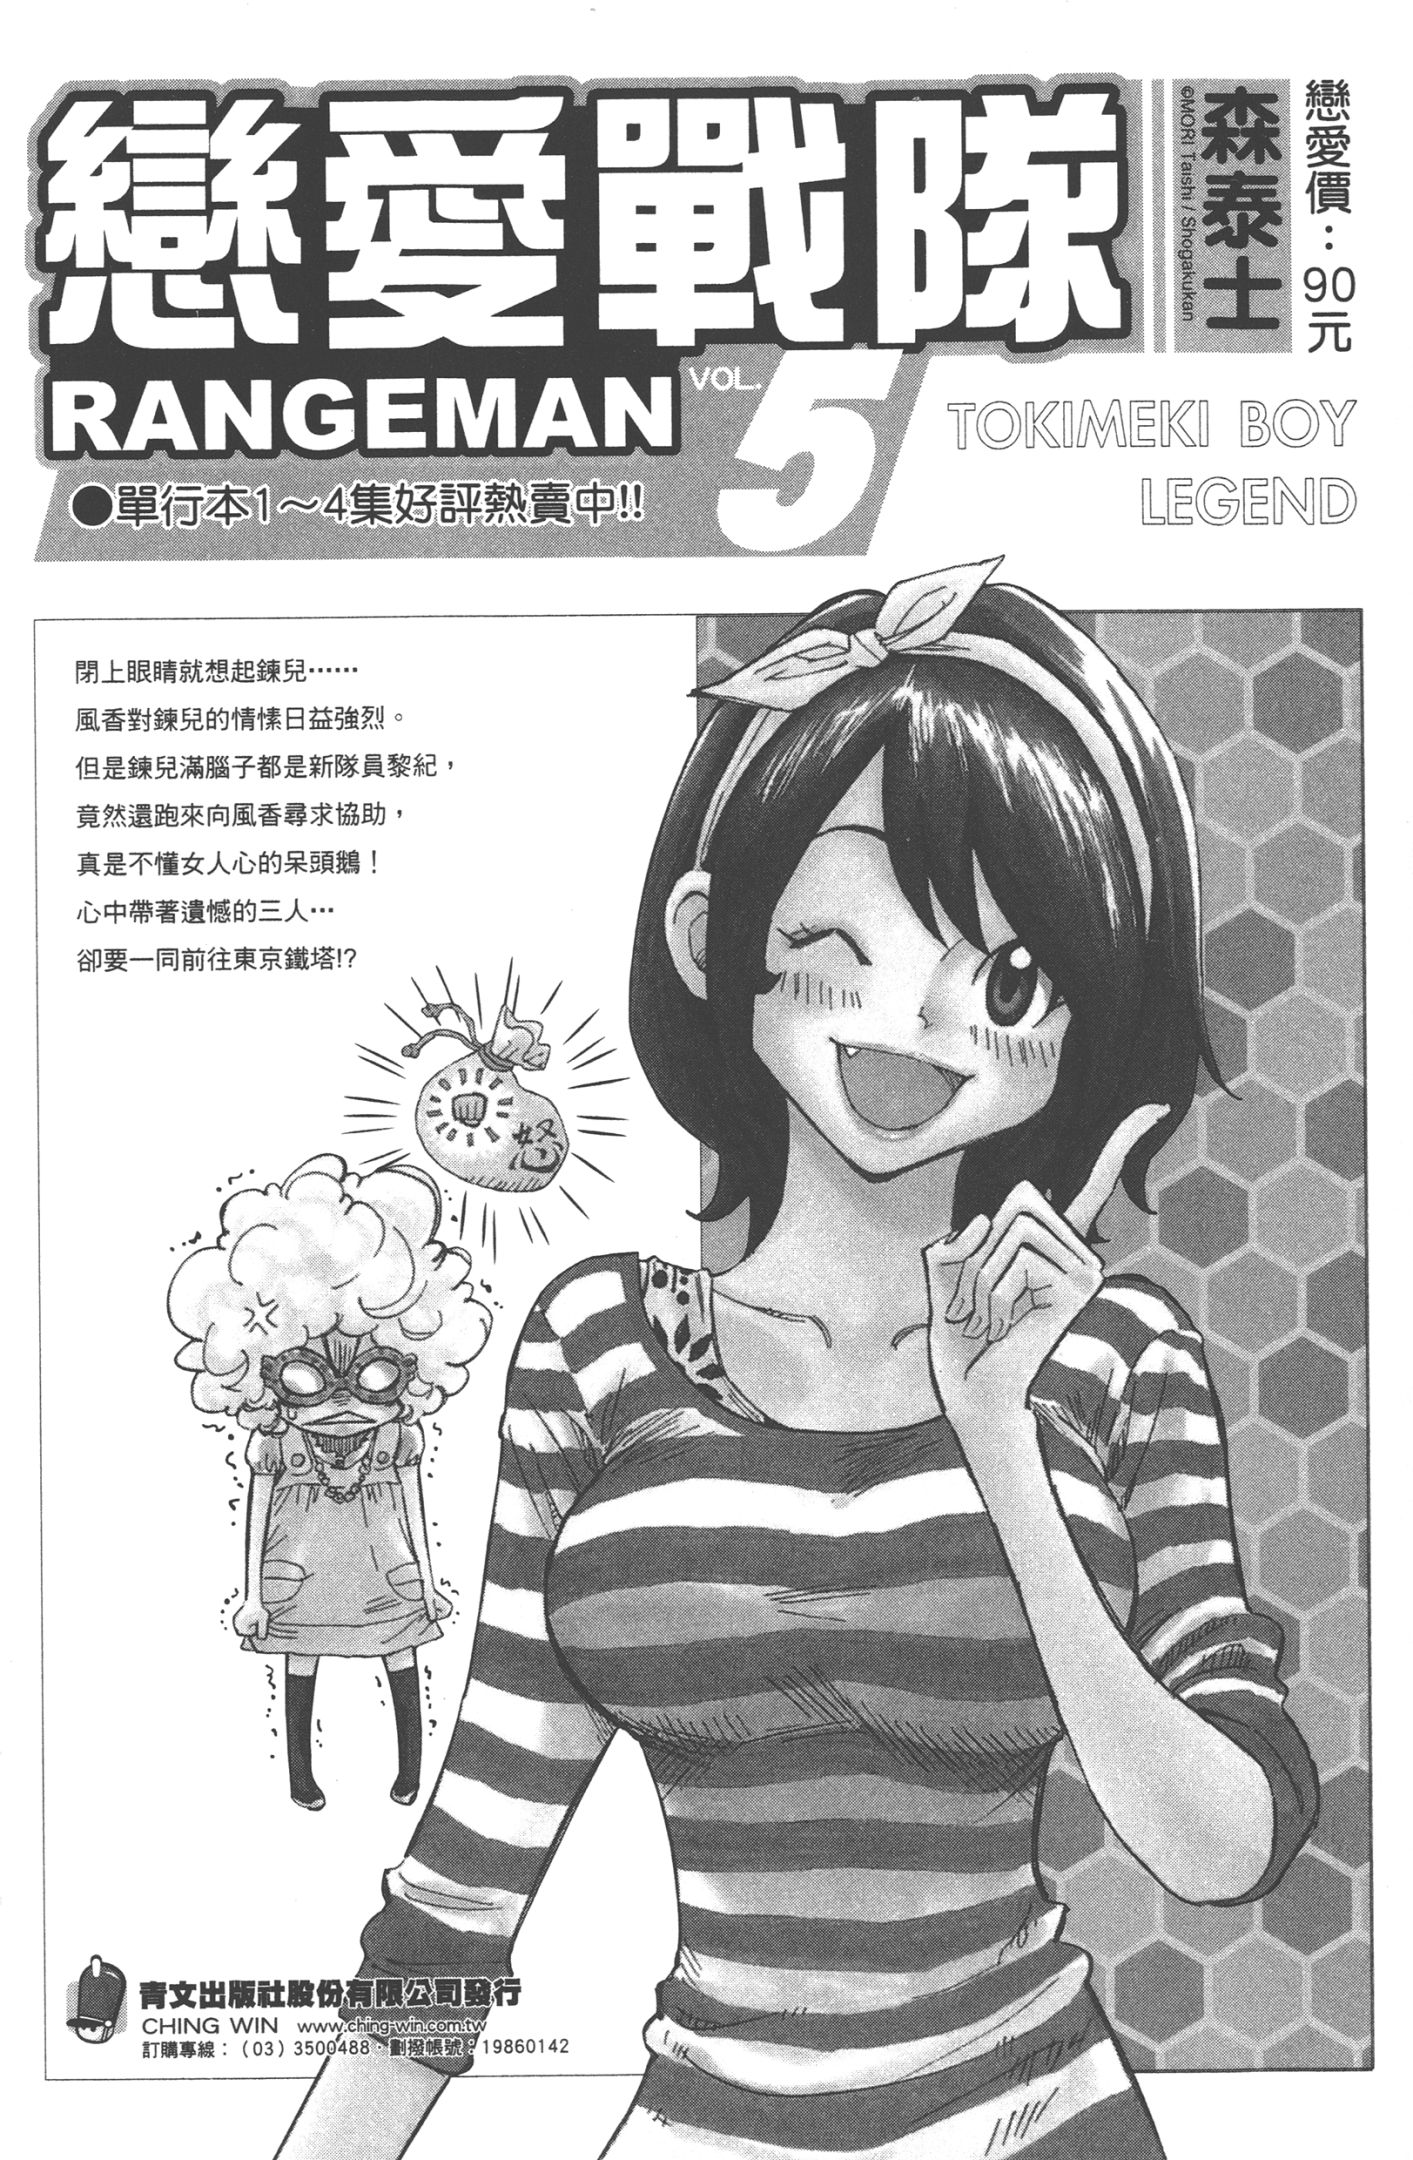 戀愛戰隊
RANGEMAN
VOL.5
●單行本1～4集好評熱賣中!!
森泰士
©MORI Taishi / Shogakukan
戀愛價：90元
TOKIMEKI BOY
LEGEND
閉上眼睛就想起鍊兒……
風香對鍊兒的情愫日益強烈。
但是鍊兒滿腦子都是新隊員黎紀，
竟然還跑來向風香尋求協助，
真是不懂女人心的呆頭鵝！
心中帶著遺憾的三人…
卻要一同前往東京鐵塔!?
怒
青文出版社股份有限公司發行
CHING WIN www.ching-win.com.tw
訂購專線：（03）3500488・劃撥帳號：19860142